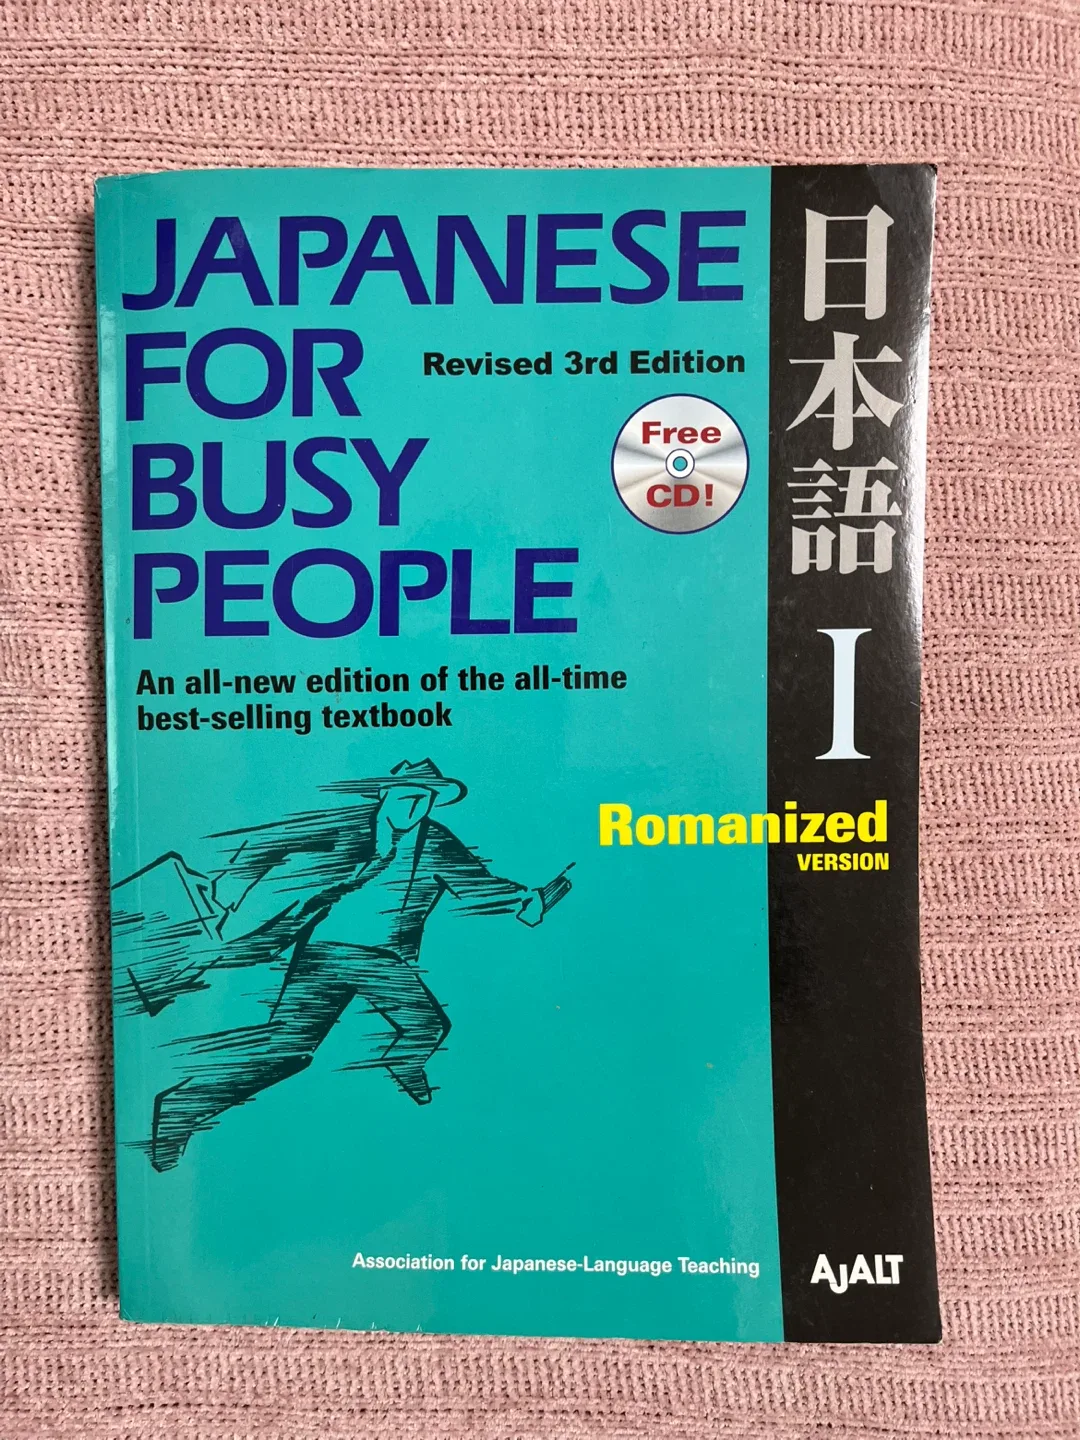 JAPANESE
FOR
Revised 3rd Edition
BUSY
PEOPLE
Free
CD!
An all-new edition of the all-time
best-selling textbook
日本語 I
Romanized
VERSION
Association for Japanese-Language Teaching
AJALT